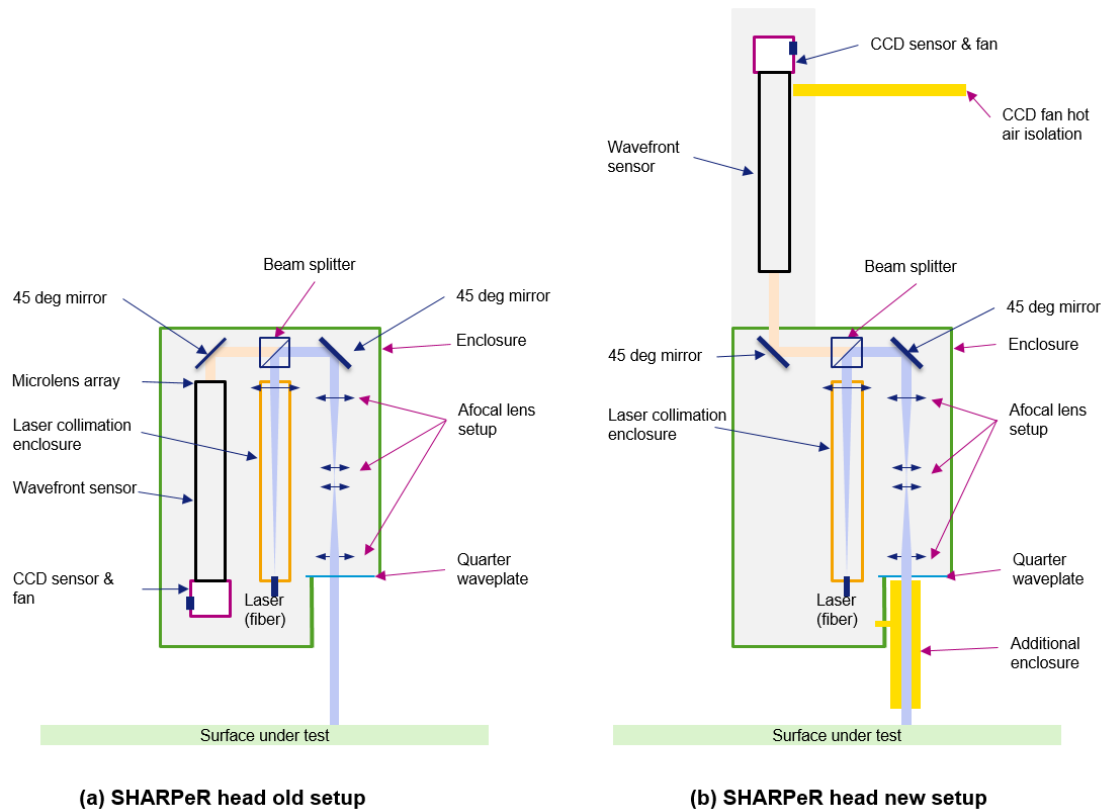 Beam splitter
45 deg mirror
45 deg mirror
Enclosure
Microlens array
Laser collimation
enclosure
Afocal lens
setup
Wavefront sensor
CCD sensor &
fan
Quarter
waveplate
Laser
(fiber)
Surface under test
(a) SHARPeR head old setup
CCD sensor & fan
CCD fan hot
air isolation
Wavefront
sensor
Beam splitter
45 deg mirror
45 deg mirror
Enclosure
Laser collimation
enclosure
Afocal lens
setup
Quarter
waveplate
Laser
(fiber)
Additional
enclosure
Surface under test
(b) SHARPeR head new setup